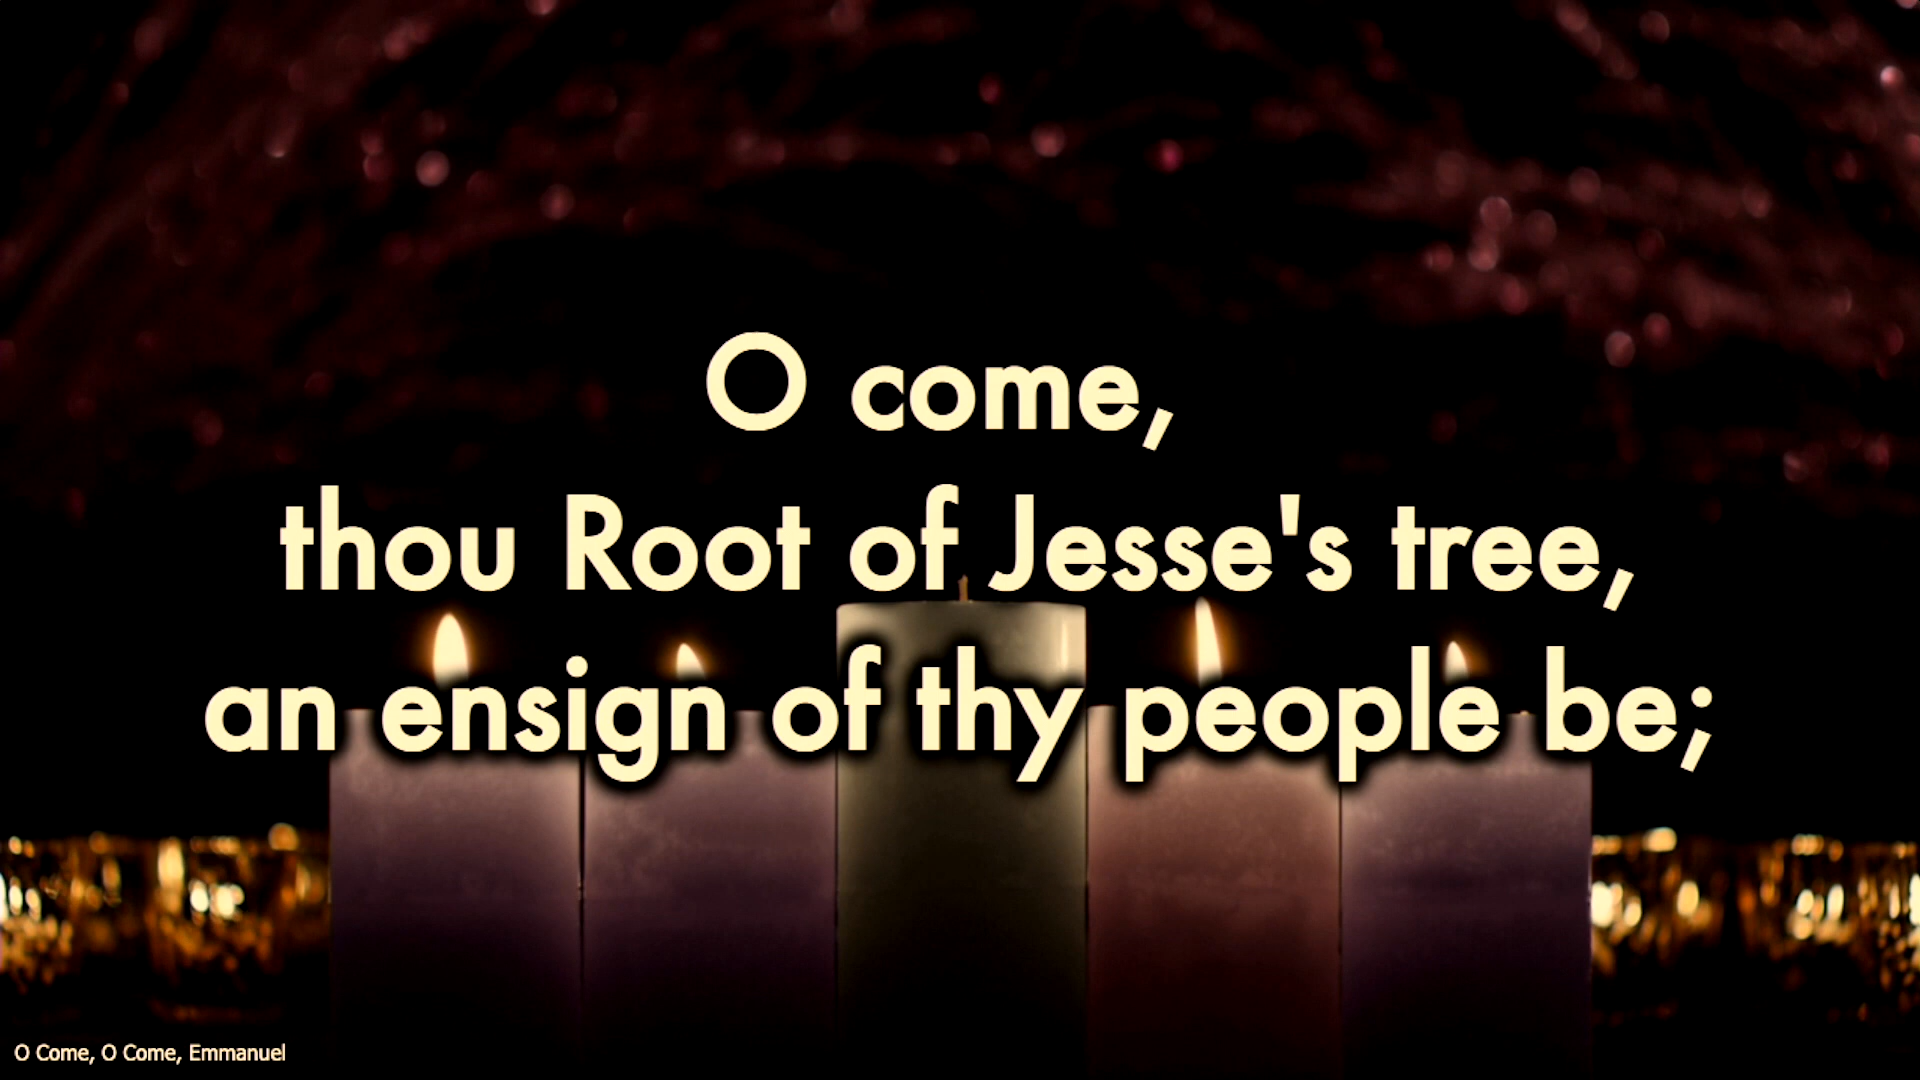 O come,
thou Root of Jesse's tree,
an ensign of thy people be;
O Come, O Come, Emmanuel